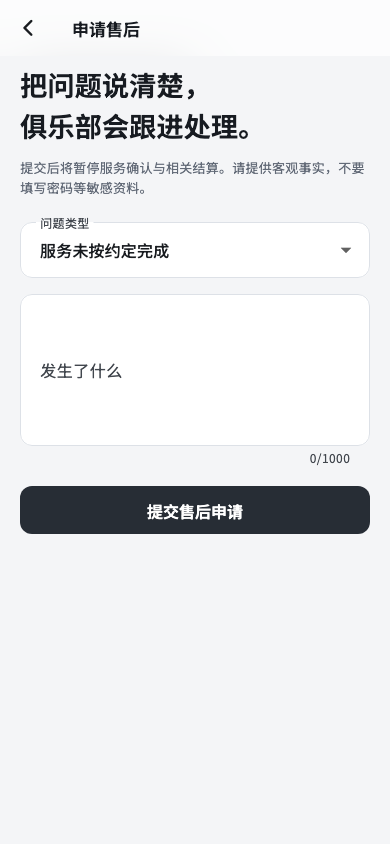 申请售后
把问题说清楚，
俱乐部会跟进处理。
提交后将暂停服务确认与相关结算。请提供客观事实，不要
填写密码等敏感资料。
问题类型
服务未按约定完成
发生了什么
0/1000
提交售后申请